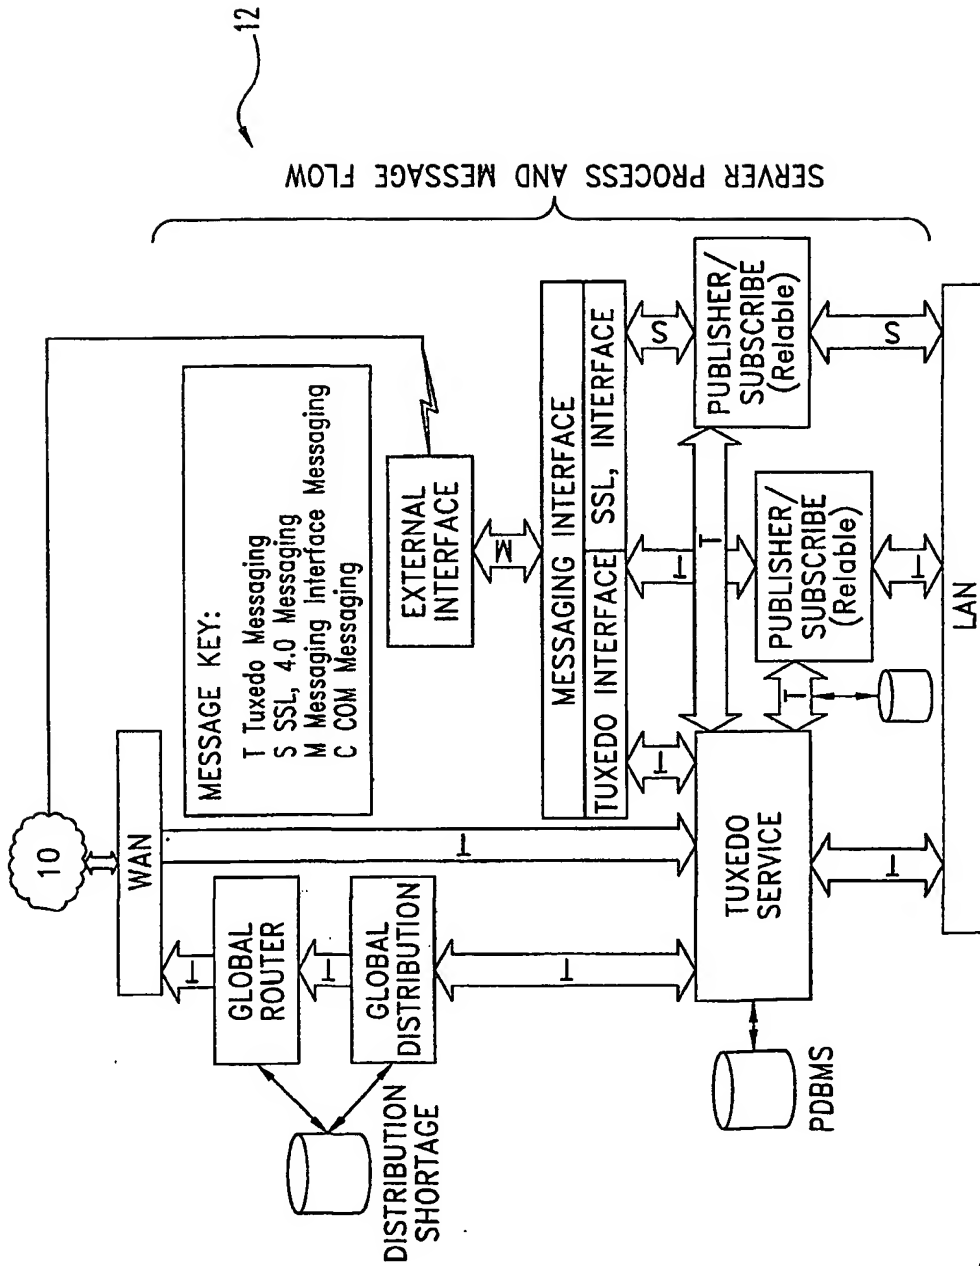 12
SERVER PROCESS AND MESSAGE FLOW
10
WAN
MESSAGE KEY:
T Tuxedo Messaging
S SSL, 4.0 Messaging
M Messaging Interface Messaging
C COM Messaging
T
GLOBAL
ROUTER
T
GLOBAL
DISTRIBUTION
DISTRIBUTION
SHORTAGE
T
T
EXTERNAL
INTERFACE
M
MESSAGING INTERFACE
TUXEDO INTERFACE
SSL, INTERFACE
T
T
S
T
PUBLISHER/
SUBSCRIBE
(Relable)
PUBLISHER/
SUBSCRIBE
(Relable)
T
TUXEDO
SERVICE
PDBMS
T
T
S
LAN